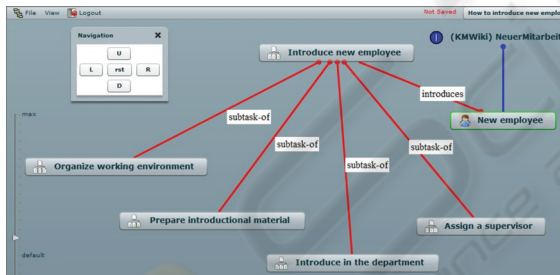 File View Logout
Not Saved
How to introduce new emplo
Navigation
U
L rst R
D
Introduce new employee
(KMWiki) NeuerMitarbeit
introduces
max
subtask-of
New employee
subtask-of
subtask-of
subtask-of
Organize working environment
Prepare introductional material
Assign a supervisor
default
Introduce in the department